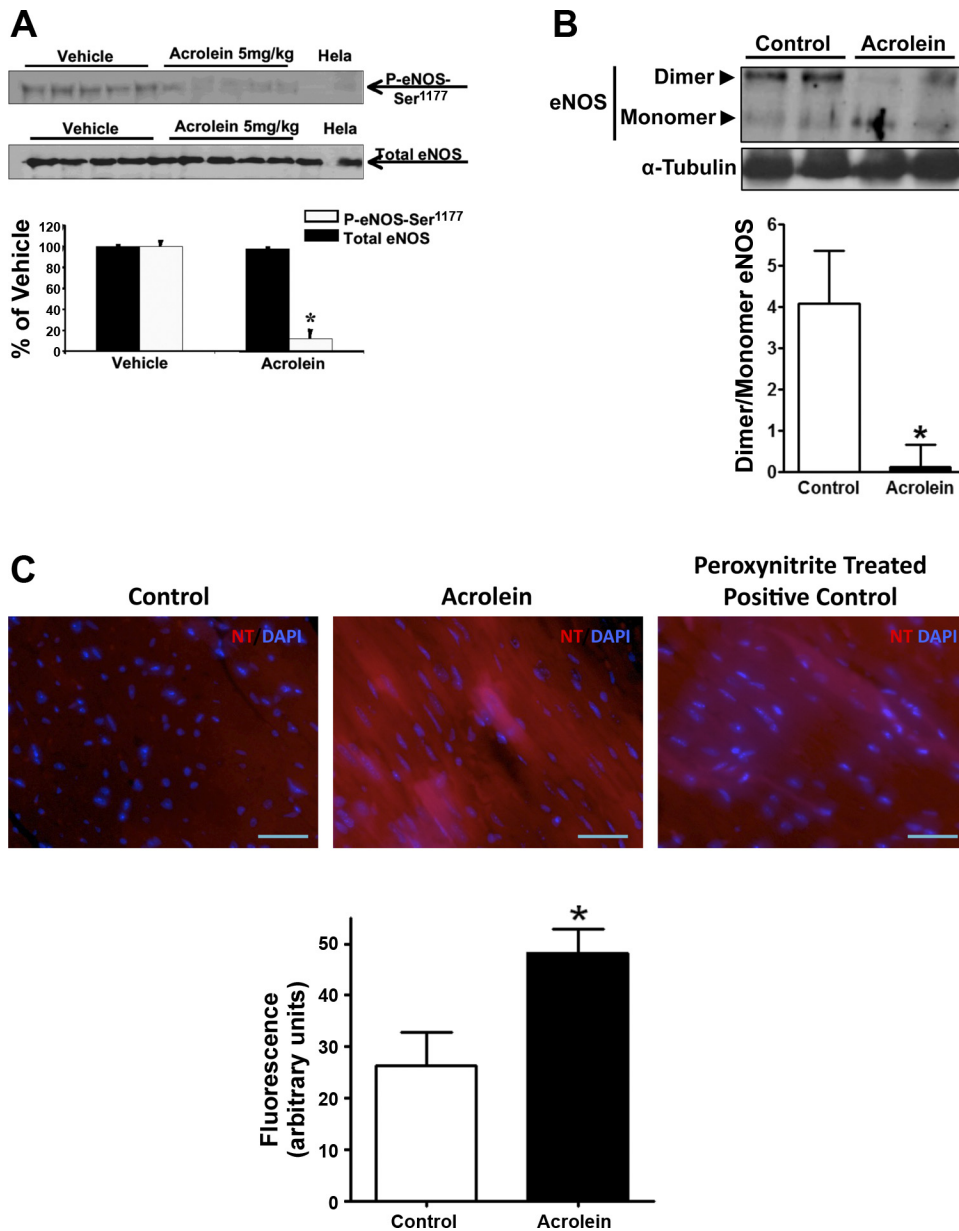 A
Vehicle Acrolein 5mg/kg Hela
P-eNOS-
Ser1177
Vehicle Acrolein 5mg/kg Hela
Total eNOS
P-eNOS-Ser1177
Total eNOS
% of Vehicle
120
100
80
60
40
20
0
Vehicle Acrolein
*
B
Control Acrolein
eNOS
Dimer
Monomer
α-Tubulin
Dimer/Monomer eNOS
6
5
4
3
2
1
0
*
Control Acrolein
C
Control
Acrolein
Peroxynitrite Treated
Positive Control
NT/DAPI
NT DAPI
NT DAPI
Fluorescence
(arbitrary units)
50
40
30
20
10
0
*
Control Acrolein